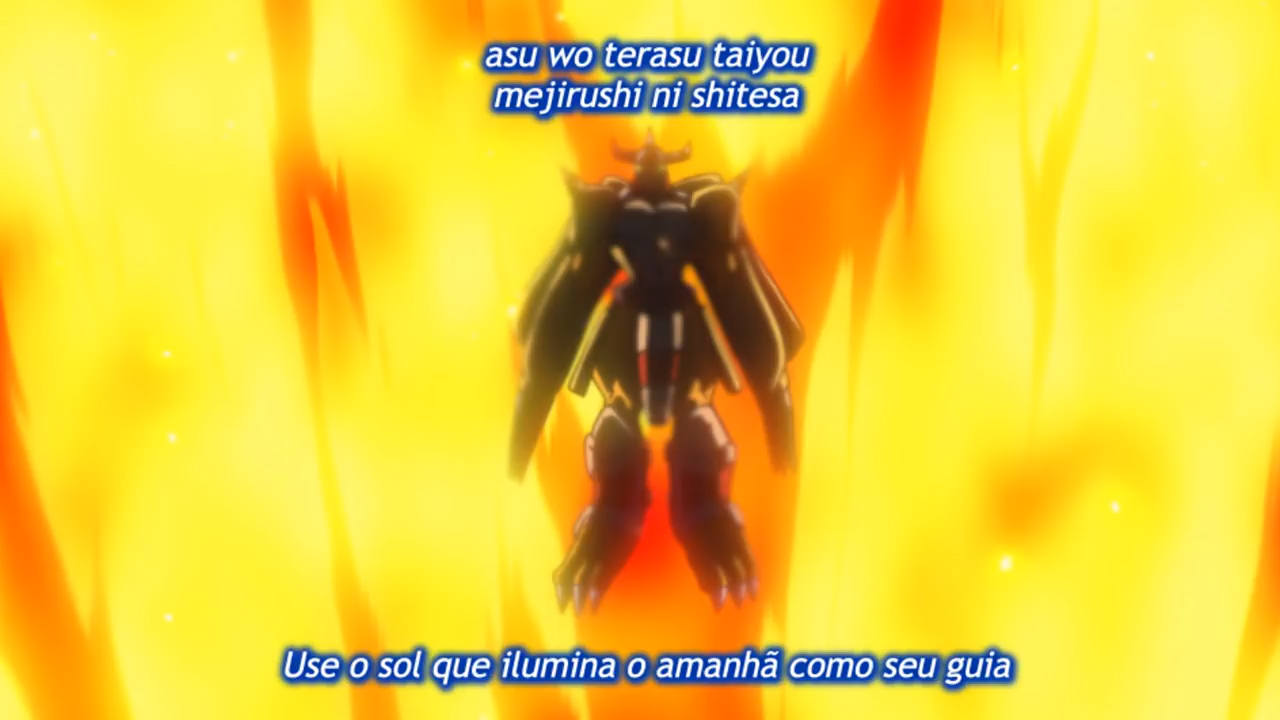 asu wo terasu taiyou
mejirushi ni shitesa
Use o sol que ilumina o amanhã como seu guia